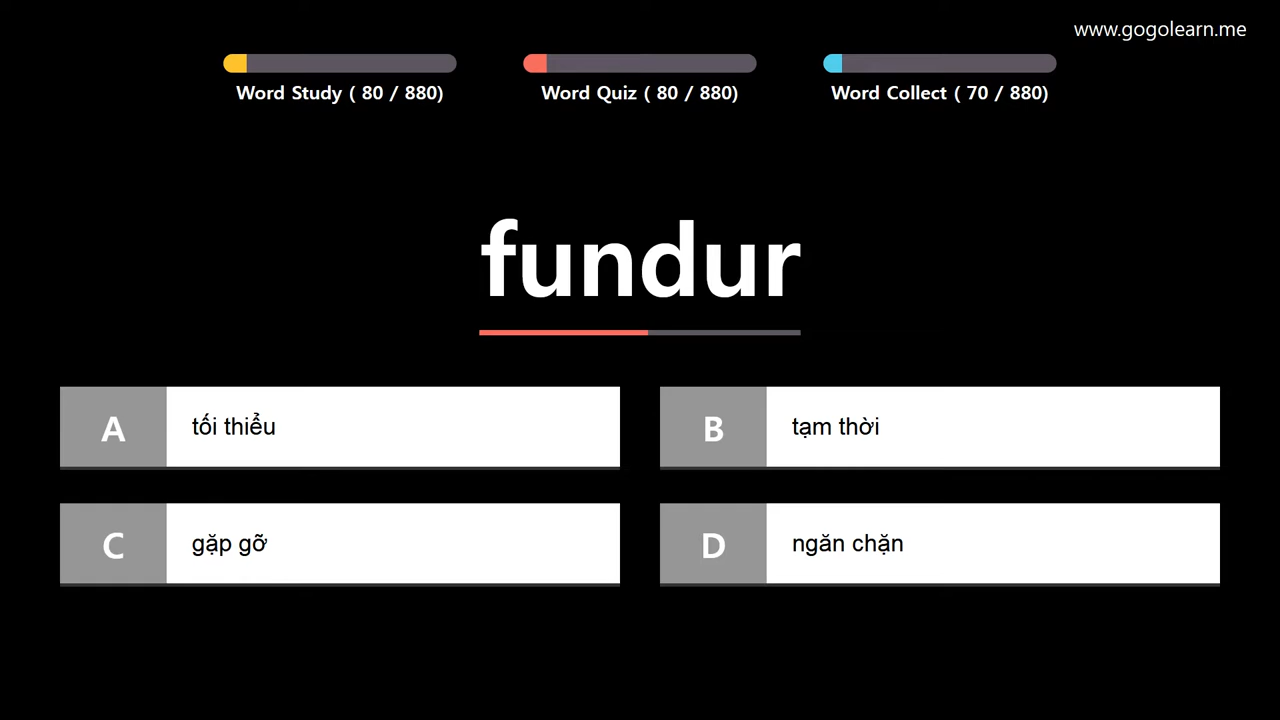 www.gogolearn.me
Word Study ( 80 / 880)
Word Quiz ( 80 / 880)
Word Collect ( 70 / 880)
fundur
A tối thiểu
B tạm thời
C gặp gỡ
D ngăn chặn